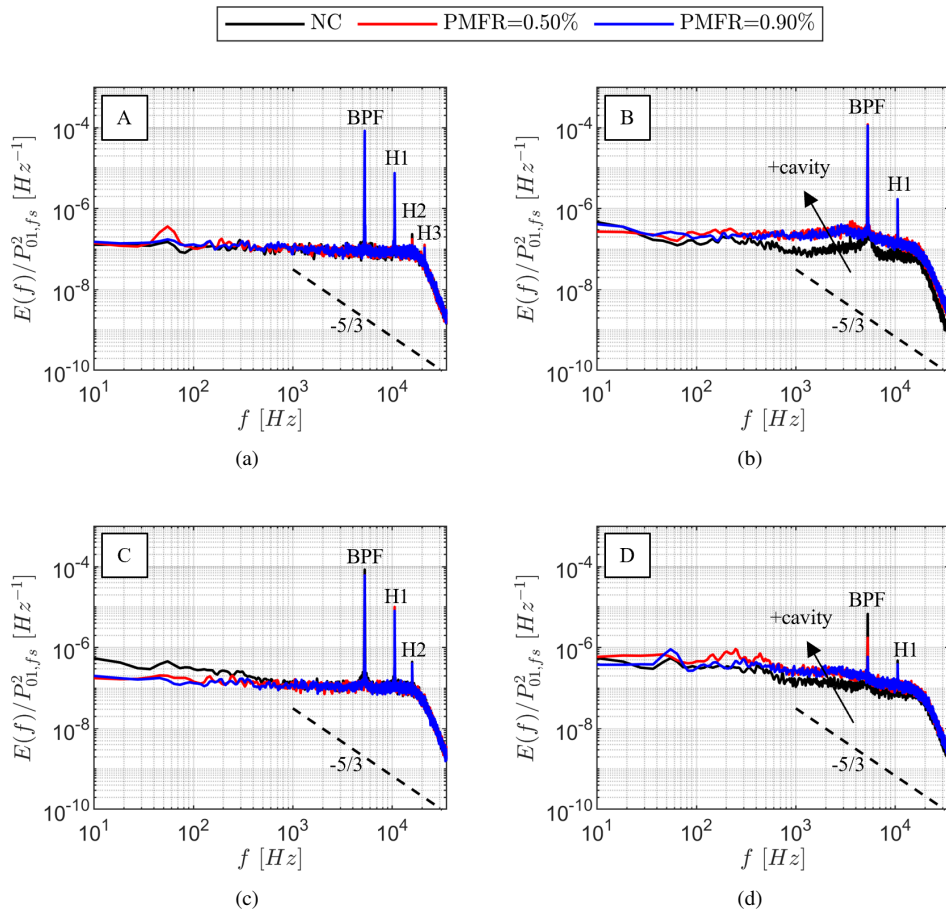 NC PMFR=0.50% PMFR=0.90%
A
BPF
H1
H2
H3
-5/3
10^-4
10^-6
10^-8
10^-10
E(f)/P^2_{01,fs} [Hz^-1]
10^1 10^2 10^3 10^4
f [Hz]
(a)
B
BPF
+cavity
H1
-5/3
10^-4
10^-6
10^-8
10^-10
E(f)/P^2_{01,fs} [Hz^-1]
10^1 10^2 10^3 10^4
f [Hz]
(b)
C
BPF
H1
H2
-5/3
10^-4
10^-6
10^-8
10^-10
E(f)/P^2_{01,fs} [Hz^-1]
10^1 10^2 10^3 10^4
f [Hz]
(c)
D
BPF
+cavity
H1
-5/3
10^-4
10^-6
10^-8
10^-10
E(f)/P^2_{01,fs} [Hz^-1]
10^1 10^2 10^3 10^4
f [Hz]
(d)